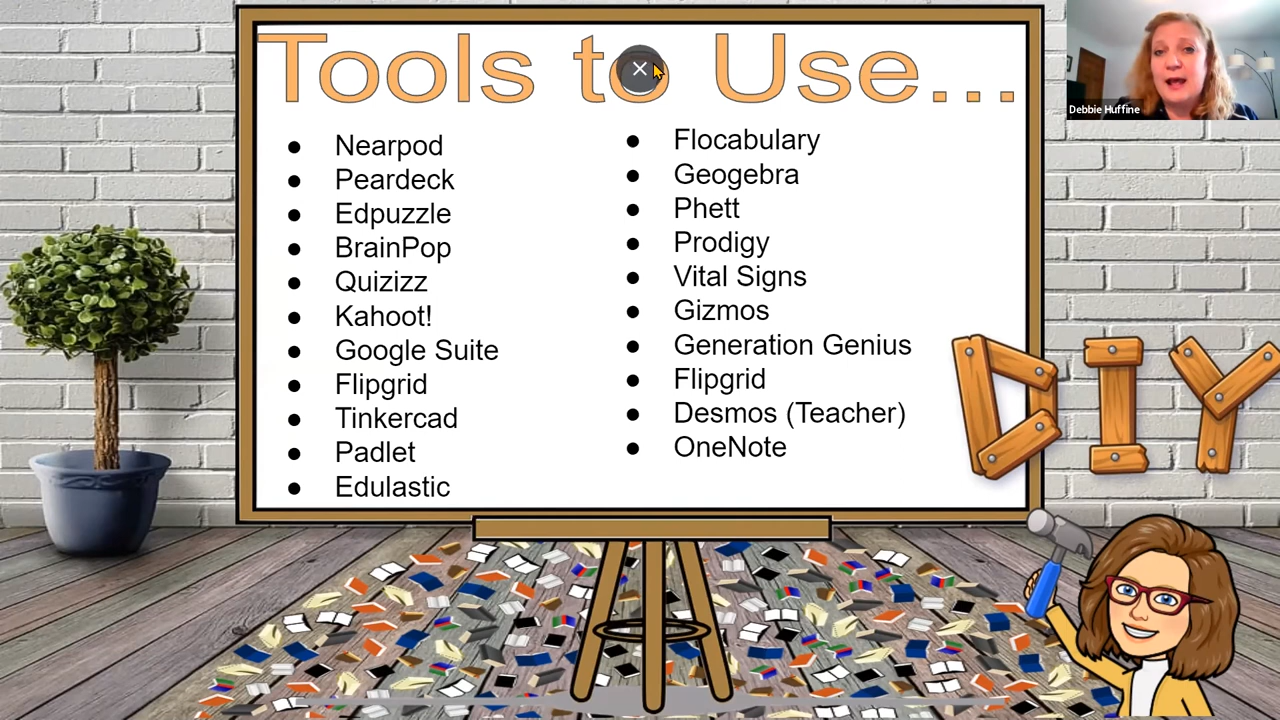 Tools to Use...
Nearpod
Peardeck
Edpuzzle
BrainPop
Quizizz
Kahoot!
Google Suite
Flipgrid
Tinkercad
Padlet
Edulastic
Flocabulary
Geogebra
Phett
Prodigy
Vital Signs
Gizmos
Generation Genius
Flipgrid
Desmos (Teacher)
OneNote
DIY
Debbie Huffine